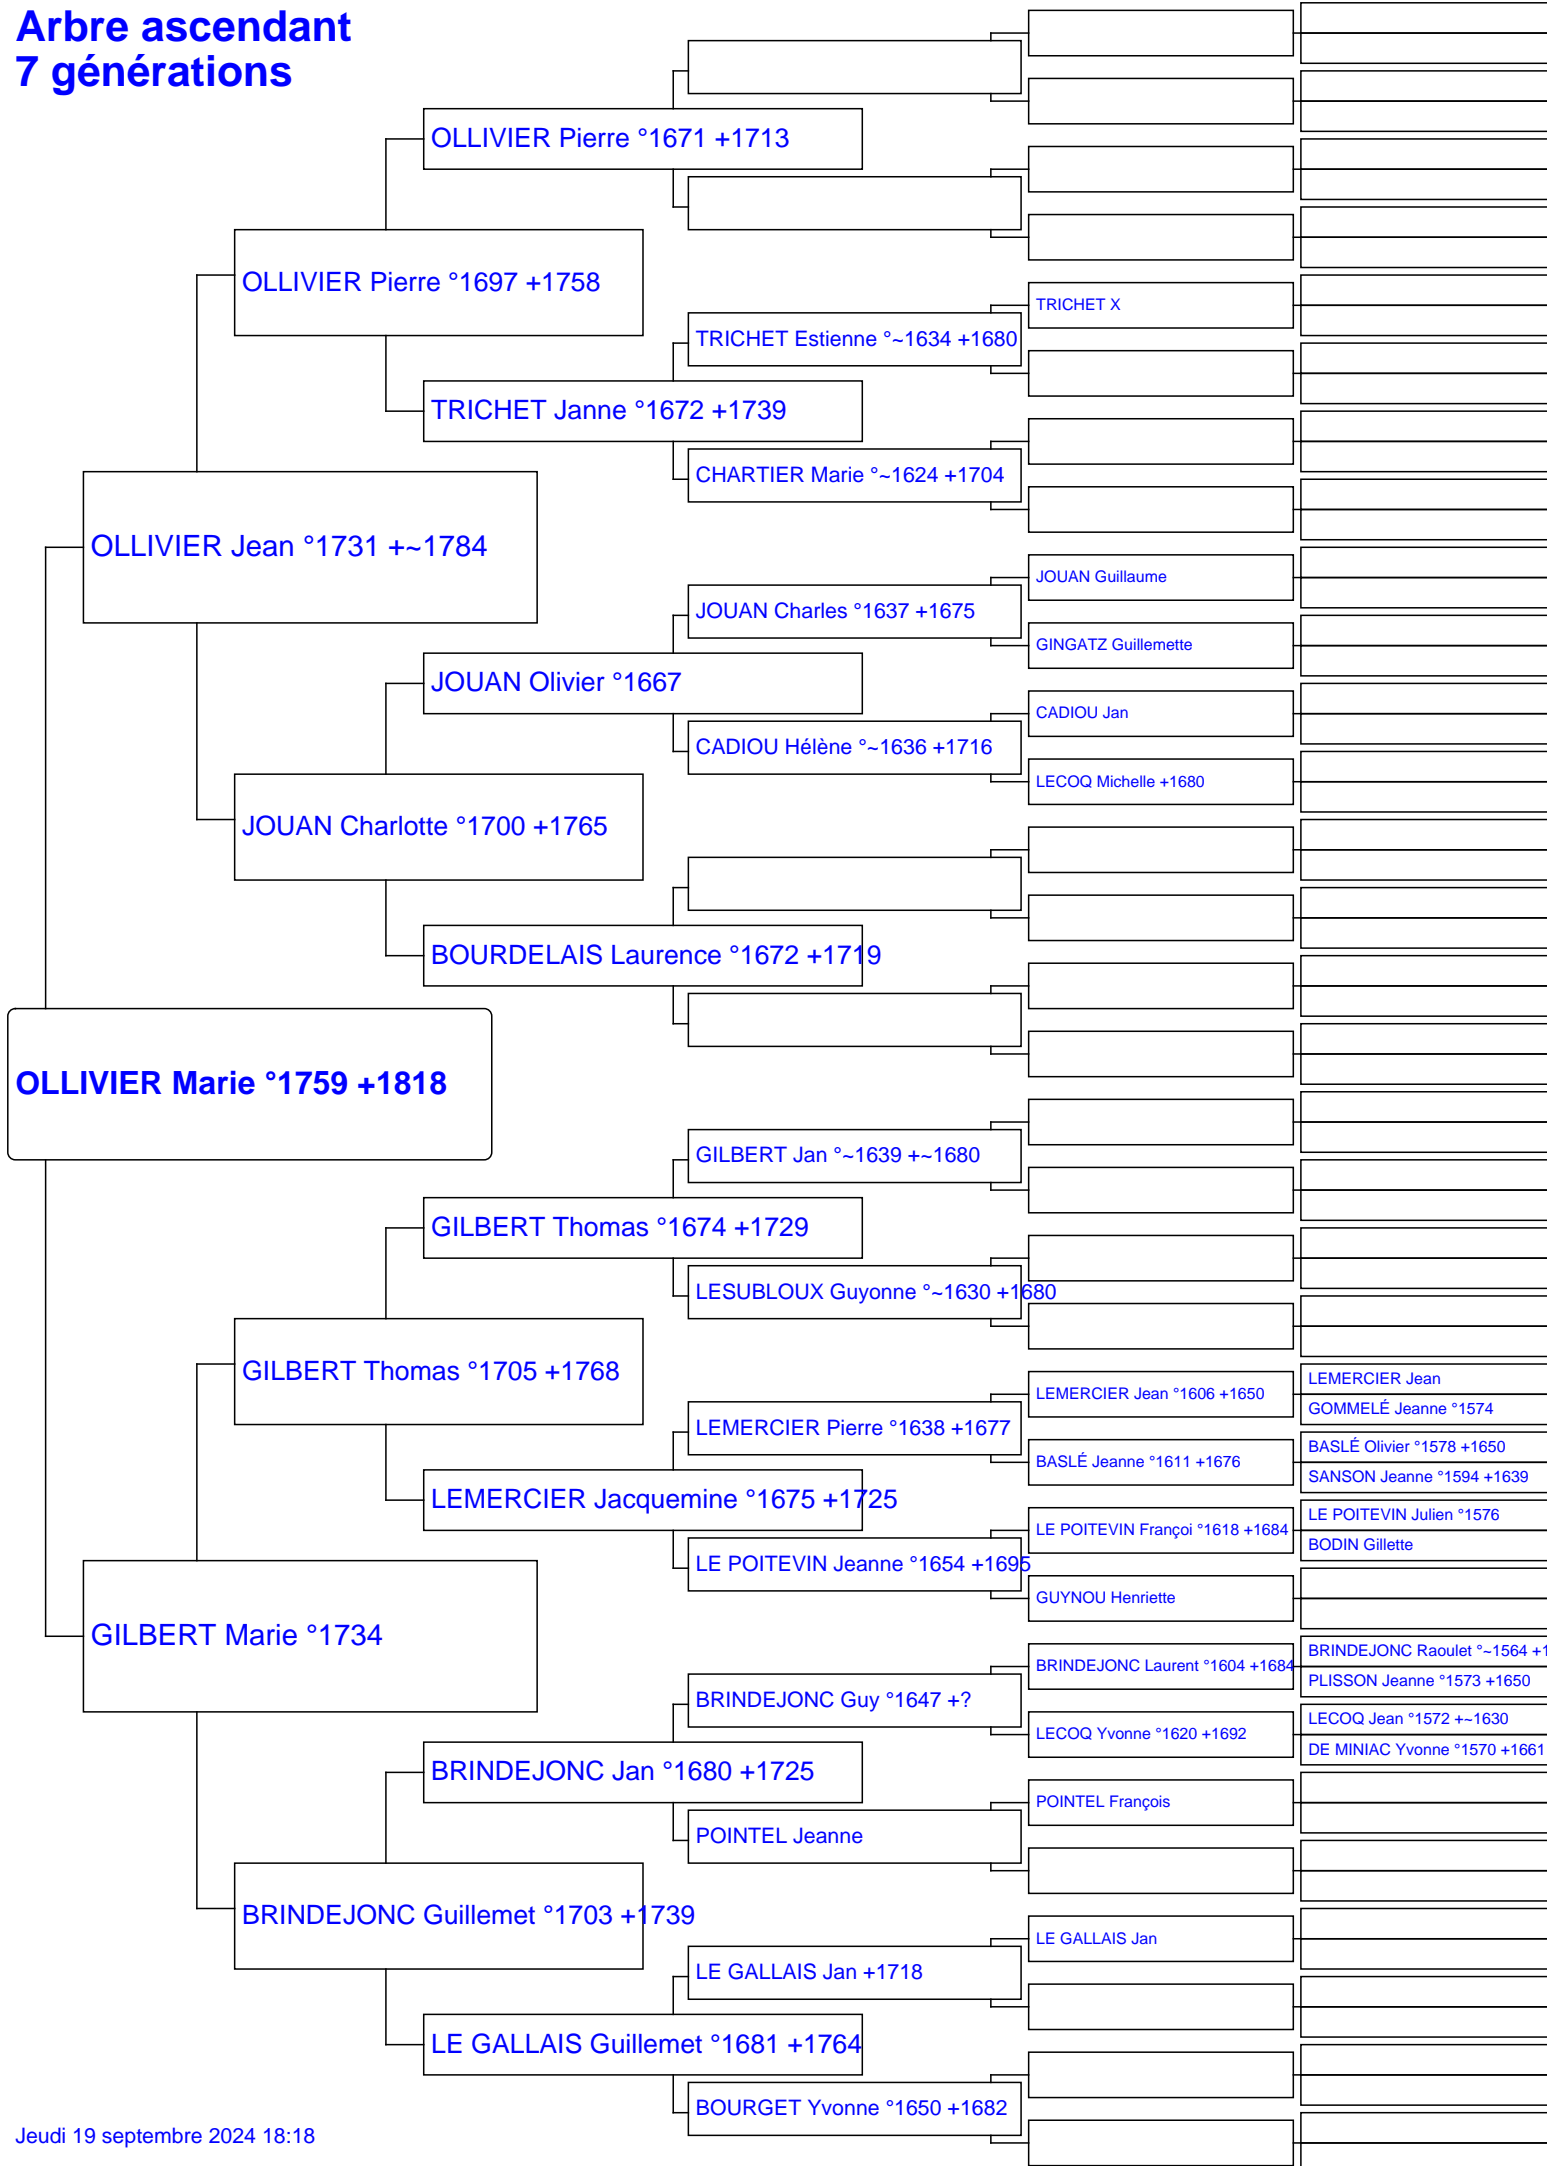 Arbre ascendant
7 générations
OLLIVIER Pierre °1671 +1713
OLLIVIER Pierre °1697 +1758
TRICHET X
TRICHET Estienne °~1634 +1680
TRICHET Janne °1672 +1739
CHARTIER Marie °~1624 +1704
OLLIVIER Jean °1731 +~1784
JOUAN Guillaume
JOUAN Charles °1637 +1675
GINGATZ Guillemette
JOUAN Olivier °1667
CADIOU Jan
CADIOU Hélène °~1636 +1716
LECOQ Michelle +1680
JOUAN Charlotte °1700 +1765
BOURDELAIS Laurence °1672 +1719
OLLIVIER Marie °1759 +1818
GILBERT Jan °~1639 +~1680
GILBERT Thomas °1674 +1729
LESUBLOUX Guyonne °~1630 +1680
GILBERT Thomas °1705 +1768
LEMERCIER Jean
LEMERCIER Jean °1606 +1650
GOMMELÉ Jeanne °1574
LEMERCIER Pierre °1638 +1677
BASLÉ Olivier °1578 +1650
BASLÉ Jeanne °1611 +1676
SANSON Jeanne °1594 +1639
LEMERCIER Jacquemine °1675 +1725
LE POITEVIN Julien °1576
LE POITEVIN Françoi °1618 +1684
BODIN Gillette
LE POITEVIN Jeanne °1654 +1695
GUYNOU Henriette
GILBERT Marie °1734
BRINDEJONC Raoulet °~1564 +1
BRINDEJONC Laurent °1604 +1684
PLISSON Jeanne °1573 +1650
BRINDEJONC Guy °1647 +?
LECOQ Jean °1572 +~1630
LECOQ Yvonne °1620 +1692
DE MINIAC Yvonne °1570 +1661
BRINDEJONC Jan °1680 +1725
POINTEL François
POINTEL Jeanne
BRINDEJONC Guillemet °1703 +1739
LE GALLAIS Jan
LE GALLAIS Jan +1718
LE GALLAIS Guillemet °1681 +1764
BOURGET Yvonne °1650 +1682
Jeudi 19 septembre 2024 18:18